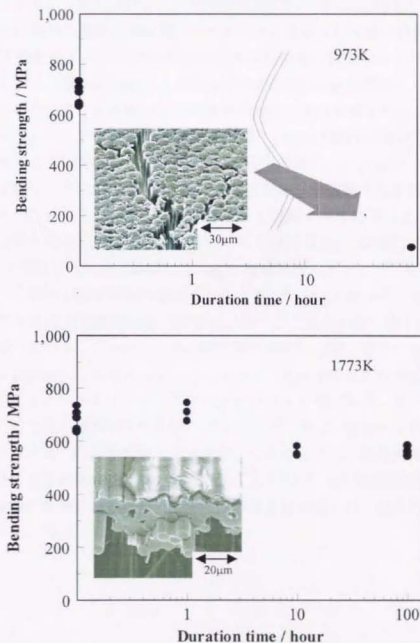 1,000
973K
800
600
400
200
0
Bending strength / MPa
30μm
1
10
Duration time / hour
1,000
1773K
800
600
400
200
0
Bending strength / MPa
20μm
1
10
100
Duration time / hour